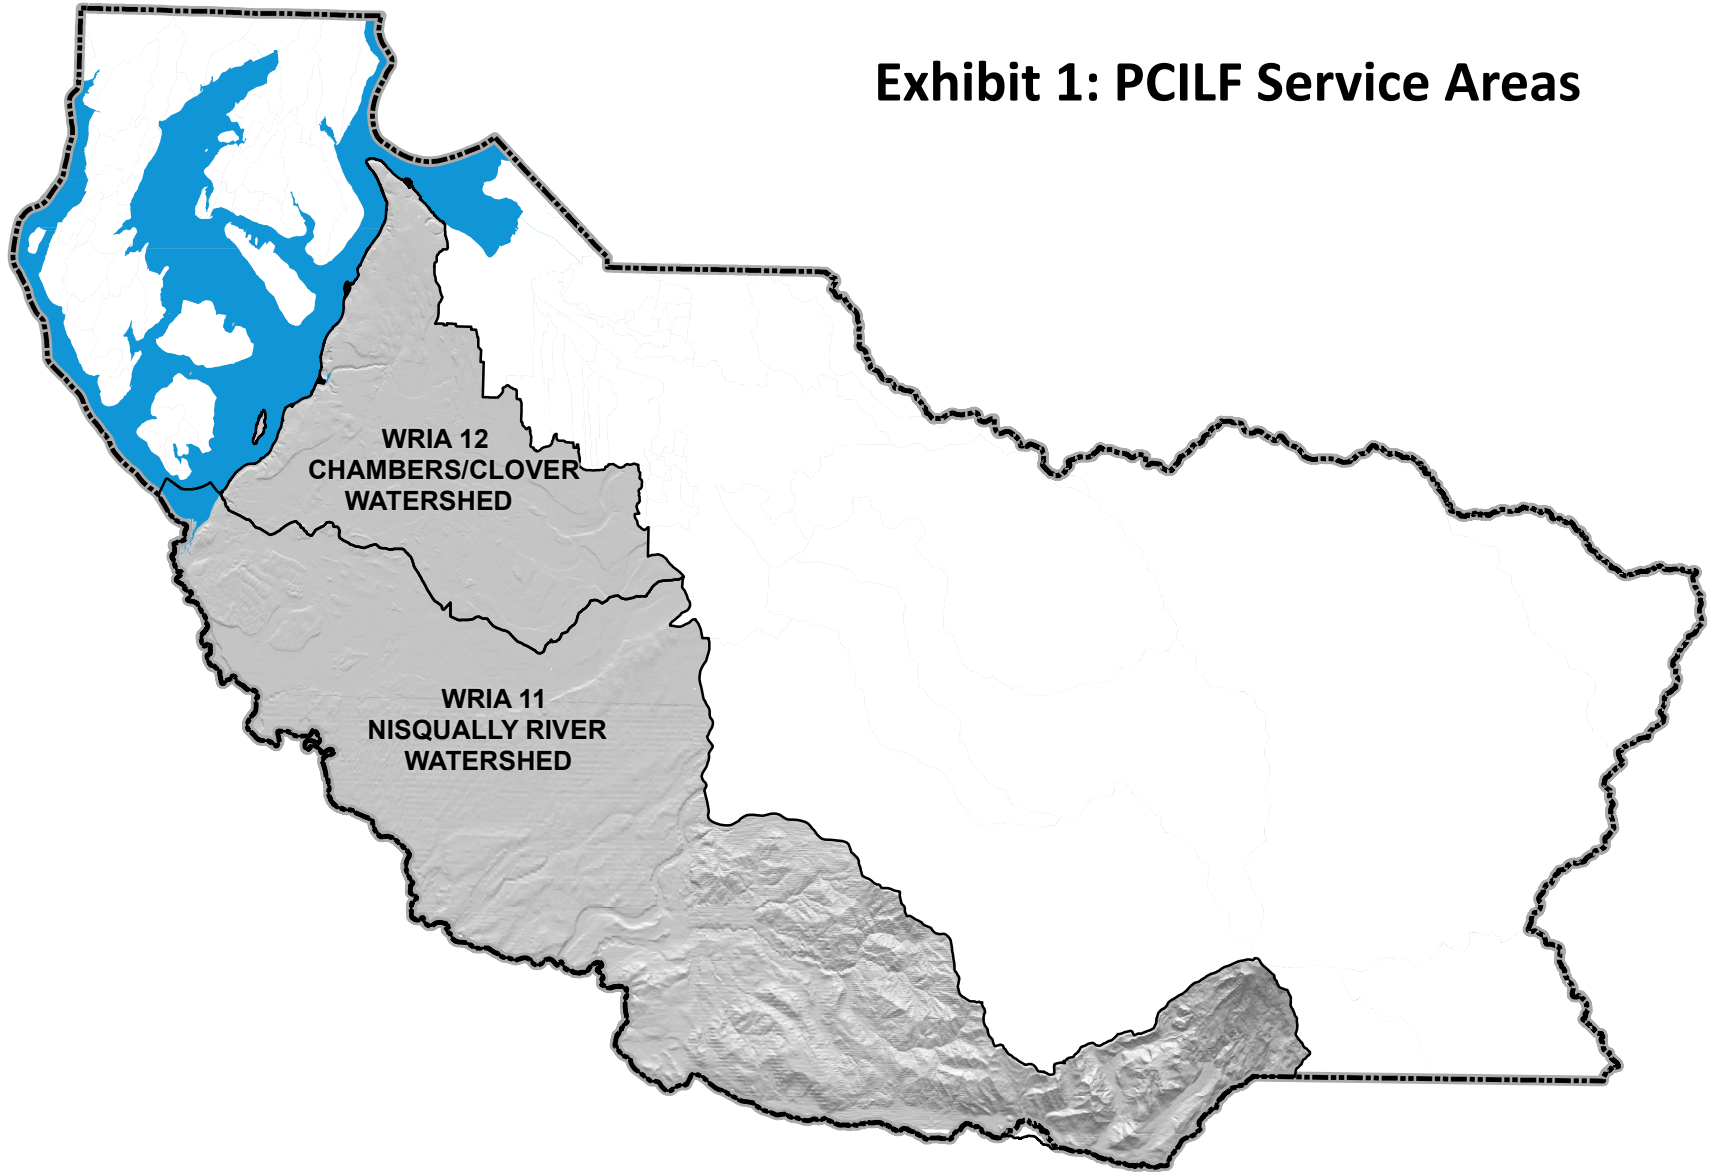 Exhibit 1: PCILF Service Areas
WRIA 12
CHAMBERS/CLOVER
WATERSHED
WRIA 11
NISQUALLY RIVER
WATERSHED